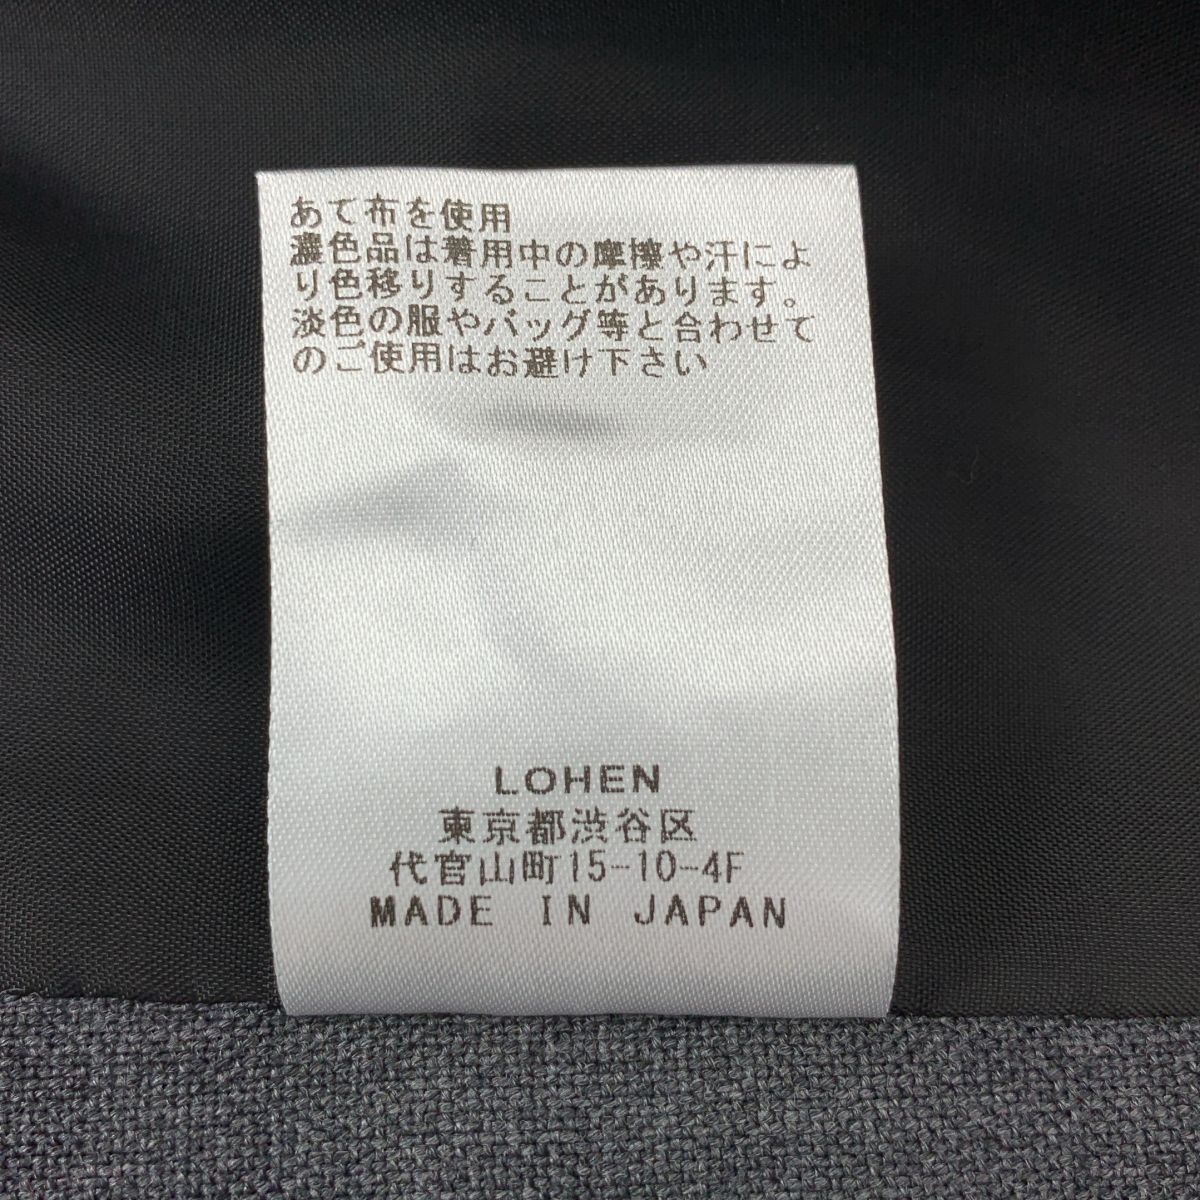 あて布を使用
濃色品は着用中の摩擦や汗によ
り色移りすることがあります。
淡色の服やバッグ等と合わせて
のご使用はお避け下さい
LOHEN
東京都渋谷区
代官山町15-10-4F
MADE IN JAPAN